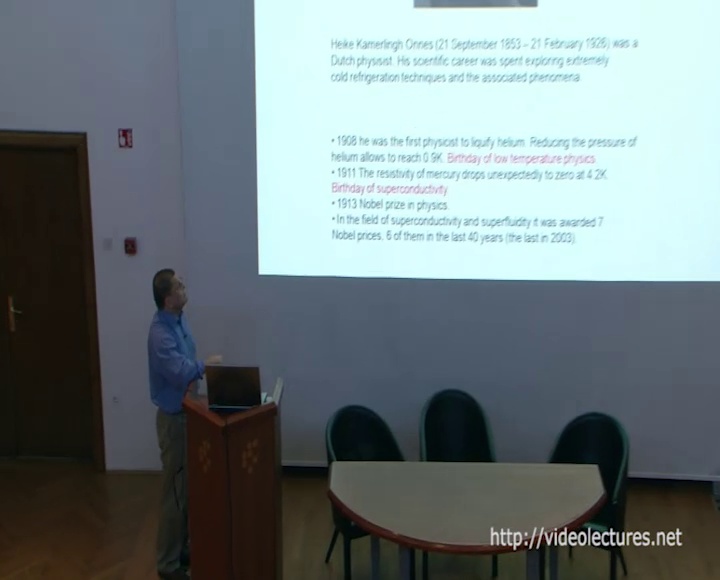 Heike Kamerlingh Onnes (21 September 1853 – 21 February 1926) was a
Dutch physisist. His scientific career was spent exploring extremely
cold refrigeration techniques and the associated phenomena.
• 1908 he was the first physicist to liquify helium. Reducing the pressure of
helium allows to reach 0.9K. Birthday of low temperature physics.
• 1911 The resistivity of mercury drops unexpectedly to zero at 4.2K.
Birthday of superconductivity
• 1913 Nobel prize in physics.
• In the field of superconductivity and superfluidity it was awarded 7
Nobel prices. 6 of them in the last 40 years (the last in 2003).
http://videolectures.net